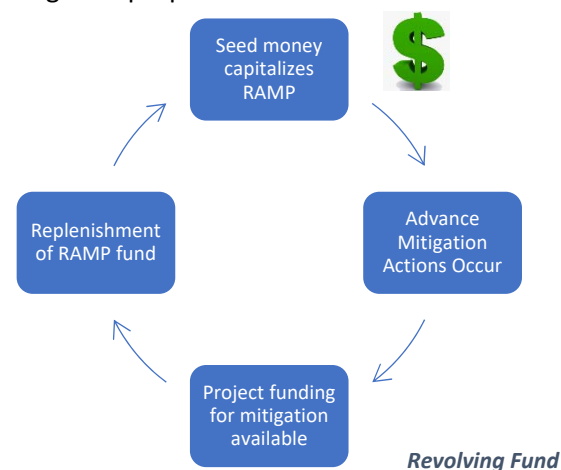 Seed money
capitalizes
RAMP
Advance
Mitigation
Actions Occur
Project funding
for mitigation
available
Replenishment
of RAMP fund
Revolving Fund